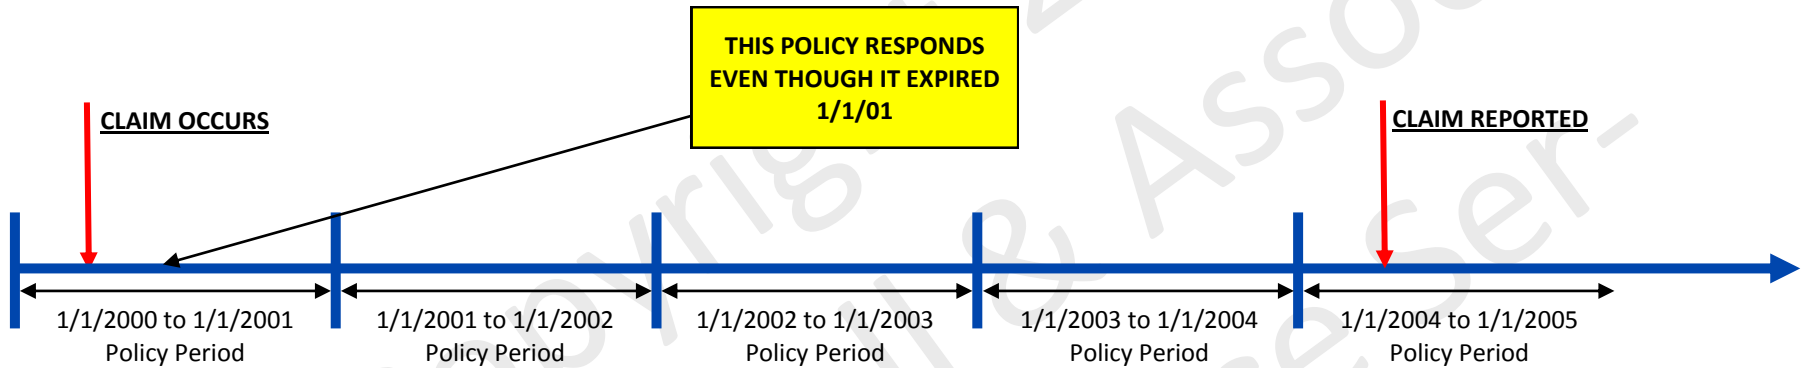 THIS POLICY RESPONDS
EVEN THOUGH IT EXPIRED
1/1/01
CLAIM OCCURS
CLAIM REPORTED
1/1/2000 to 1/1/2001
Policy Period
1/1/2001 to 1/1/2002
Policy Period
1/1/2002 to 1/1/2003
Policy Period
1/1/2003 to 1/1/2004
Policy Period
1/1/2004 to 1/1/2005
Policy Period